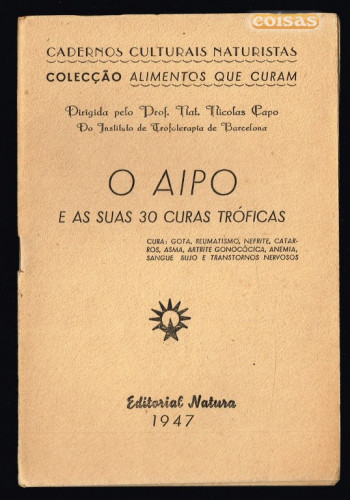 coisas
CADERNOS CULTURAIS NATURISTAS
COLECÇÃO ALIMENTOS QUE CURAM
Dirigida pelo Prof. Nat. Nicolas Capo
Do Instituto de Trofoterapia de Barcelona
O AIPO
E AS SUAS 30 CURAS TRÓFICAS
CURA: GOTA, REUMATISMO, NEFRITE, CATAR-
ROS, ASMA, ARTRITE GONOCÓCICA, ANEMIA,
SANGUE SUJO E TRANSTORNOS NERVOSOS
Editorial Natura
1947